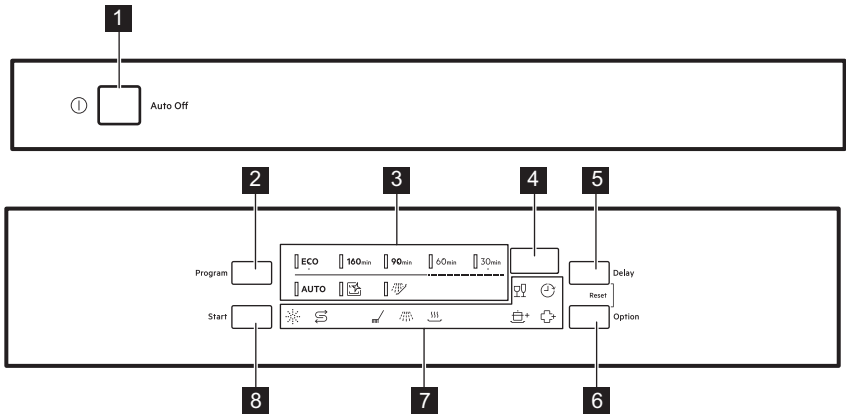 1
Auto Off
2
3
4
5
Program
ECO 160min 90min 60min 30min
Delay
AUTO
Reset
Start
Option
8
7
6